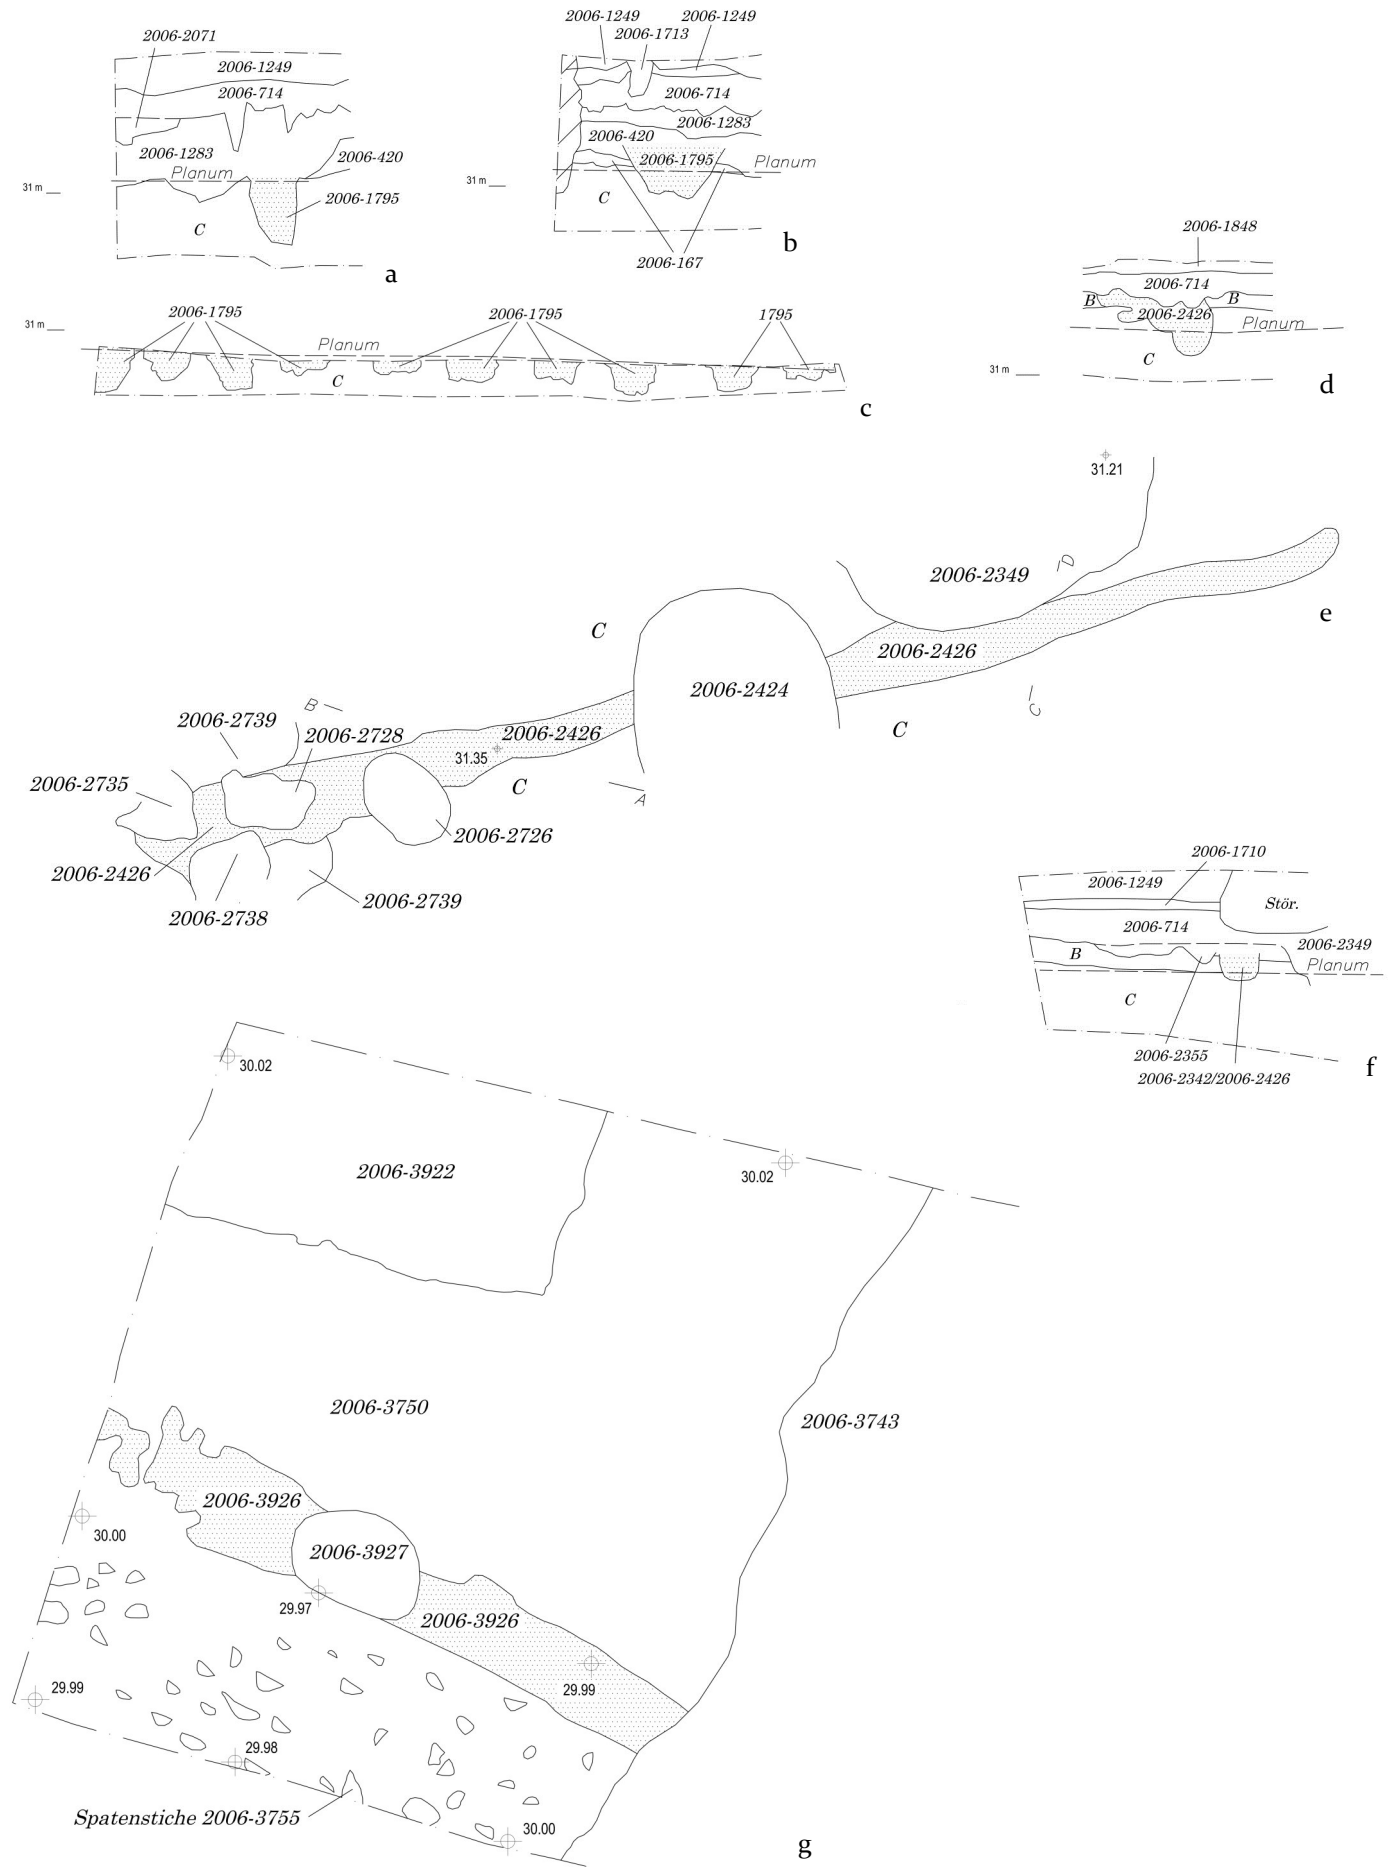 2006-2071
2006-1249
2006-714
2006-1283
Planum
2006-420
31 m
2006-1795
C
a
2006-1249
2006-1249
2006-1713
2006-714
2006-1283
2006-420
2006-1795
Planum
31 m
C
2006-167
b
2006-1795
2006-1795
1795
31 m
Planum
C
c
2006-1848
2006-714
B
B
2006-2426
Planum
C
31 m
d
31.21
2006-2349
D
C
2006-2426
2006-2424
C
C
B
2006-2739
2006-2728
2006-2426
31.35
C
A
2006-2735
2006-2726
2006-2426
2006-2739
2006-2738
e
2006-1710
2006-1249
Stör.
2006-714
2006-2349
B
Planum
C
2006-2355
2006-2342/2006-2426
f
30.02
2006-3922
30.02
2006-3750
2006-3743
2006-3926
30.00
2006-3927
29.97
2006-3926
29.99
29.99
29.98
Spatenstiche 2006-3755
30.00
g